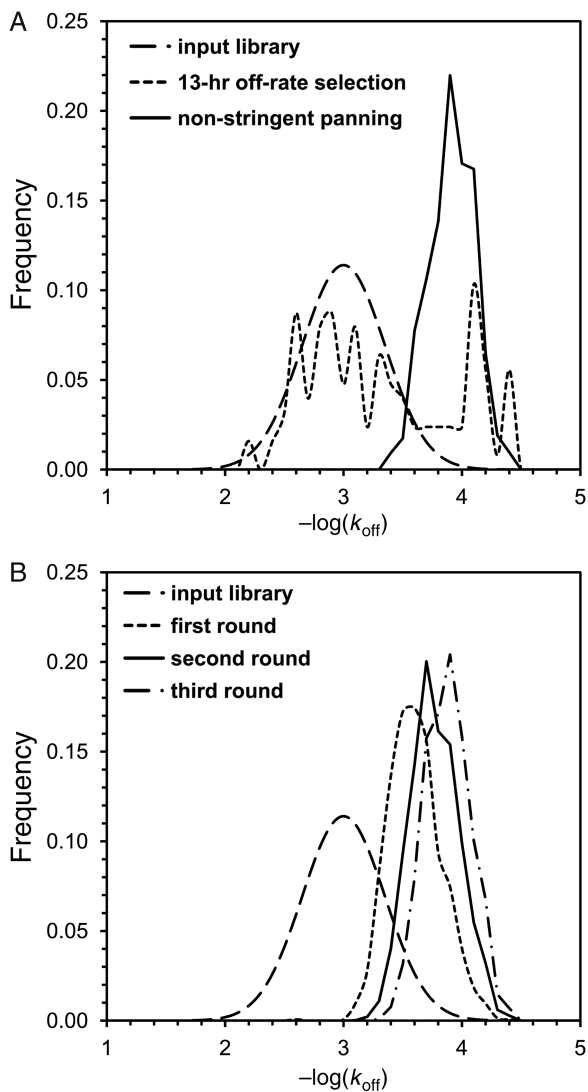 A
0.25
0.20
0.15
0.10
0.05
0.00
Frequency
input library
13-hr off-rate selection
non-stringent panning
1 2 3 4 5
–log(koff)
B
0.25
0.20
0.15
0.10
0.05
0.00
Frequency
input library
first round
second round
third round
1 2 3 4 5
–log(koff)